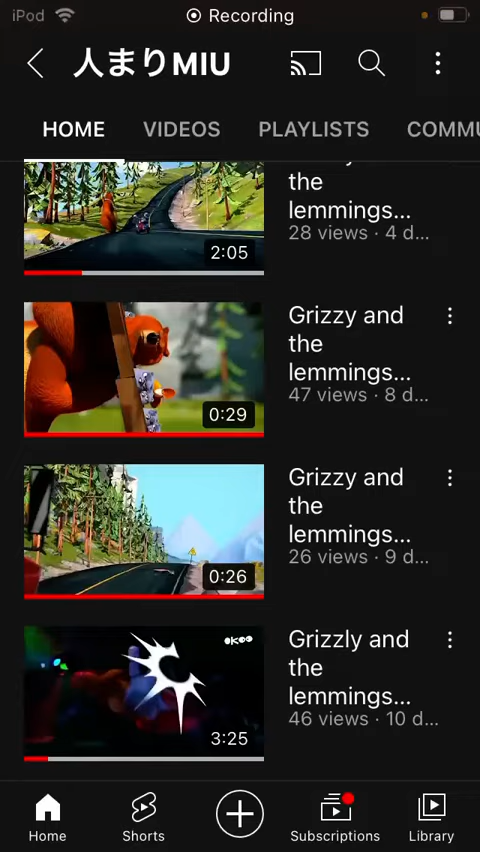 iPod Recording
人まりMIU
HOME VIDEOS PLAYLISTS COMMU
the
lemmings...
28 views · 4 d...
2:05
Grizzy and
the
lemmings...
47 views · 8 d...
0:29
Grizzy and
the
lemmings...
26 views · 9 d...
0:26
OKOO
Grizzly and
the
lemmings...
46 views · 10 d...
3:25
Home Shorts Subscriptions Library